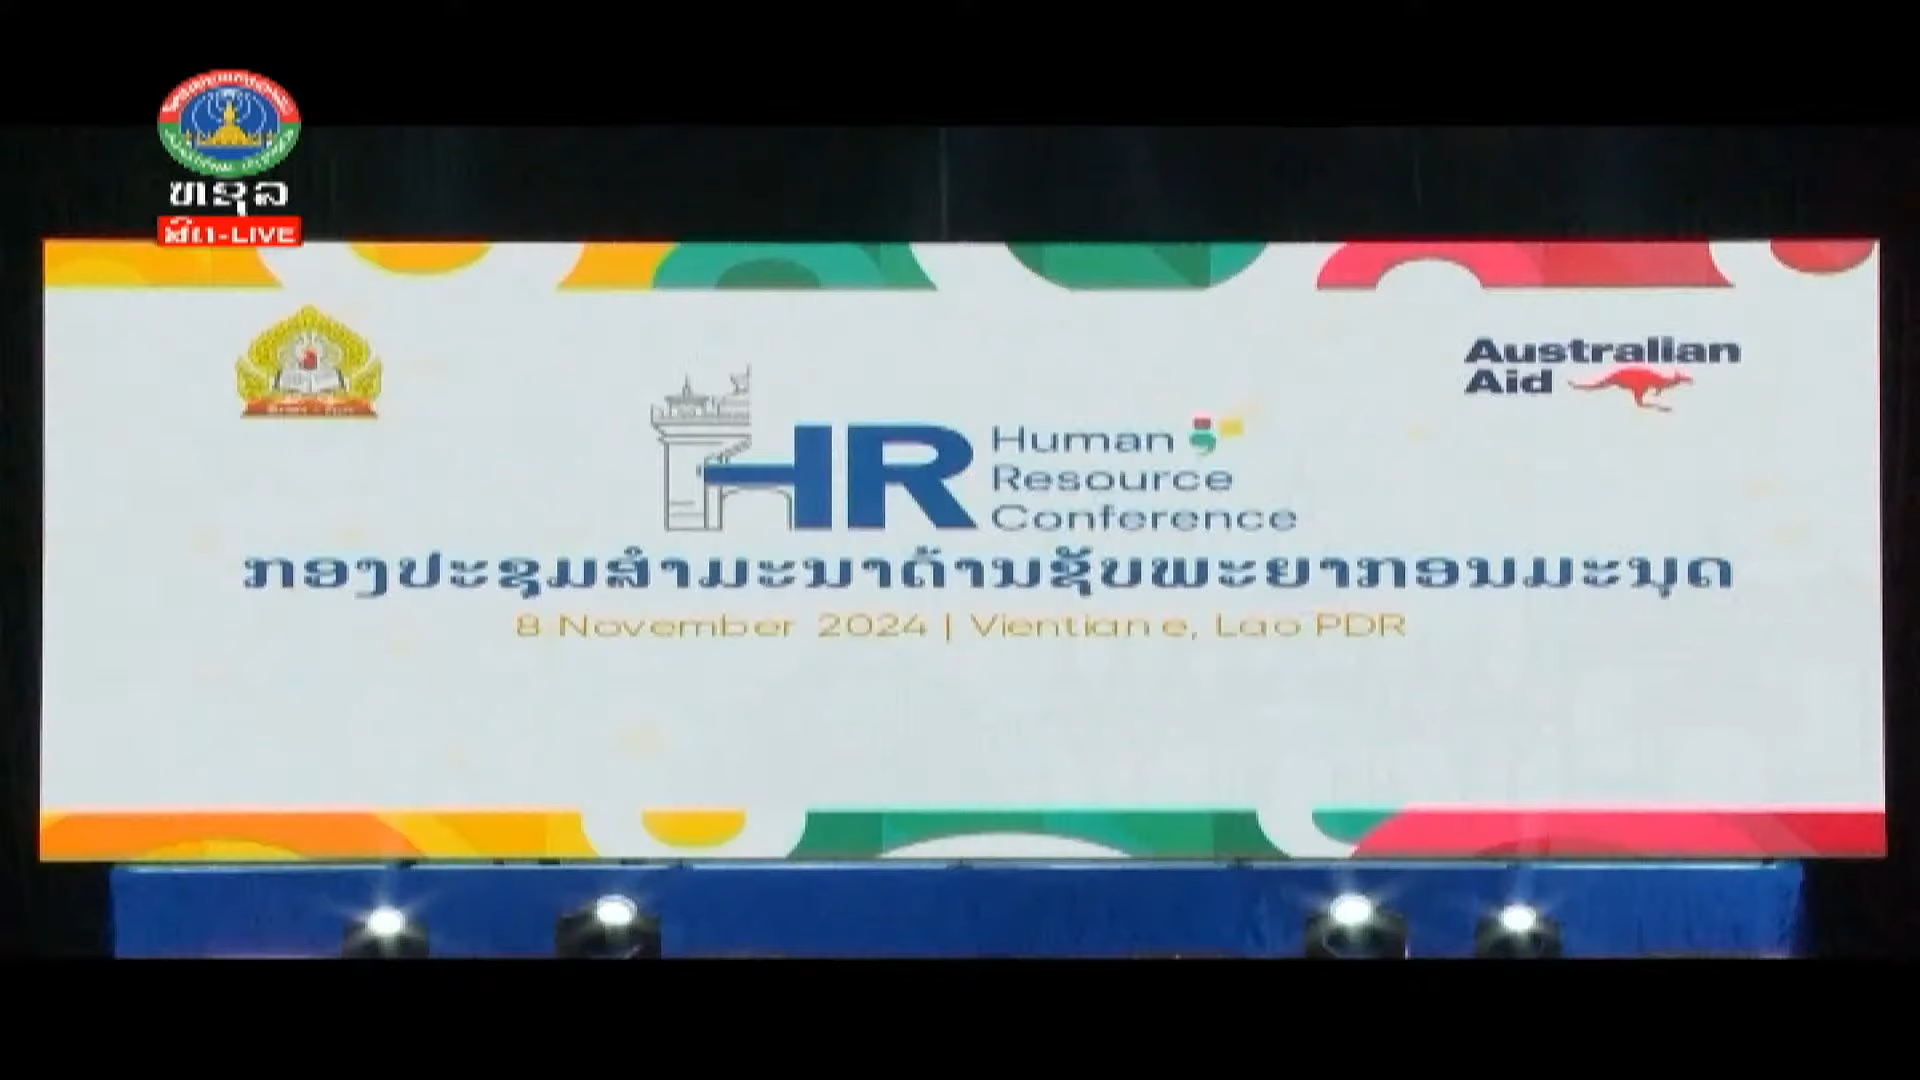 ຫຊຸລ
ສົດ-LIVE
Australian
Aid
HR
Human
Resource
Conference
ກອງປະຊຸມສຳມະນາດ້ານຊັບພະຍາກອນມະນຸດ
8 November 2024 | Vientiane, Lao PDR